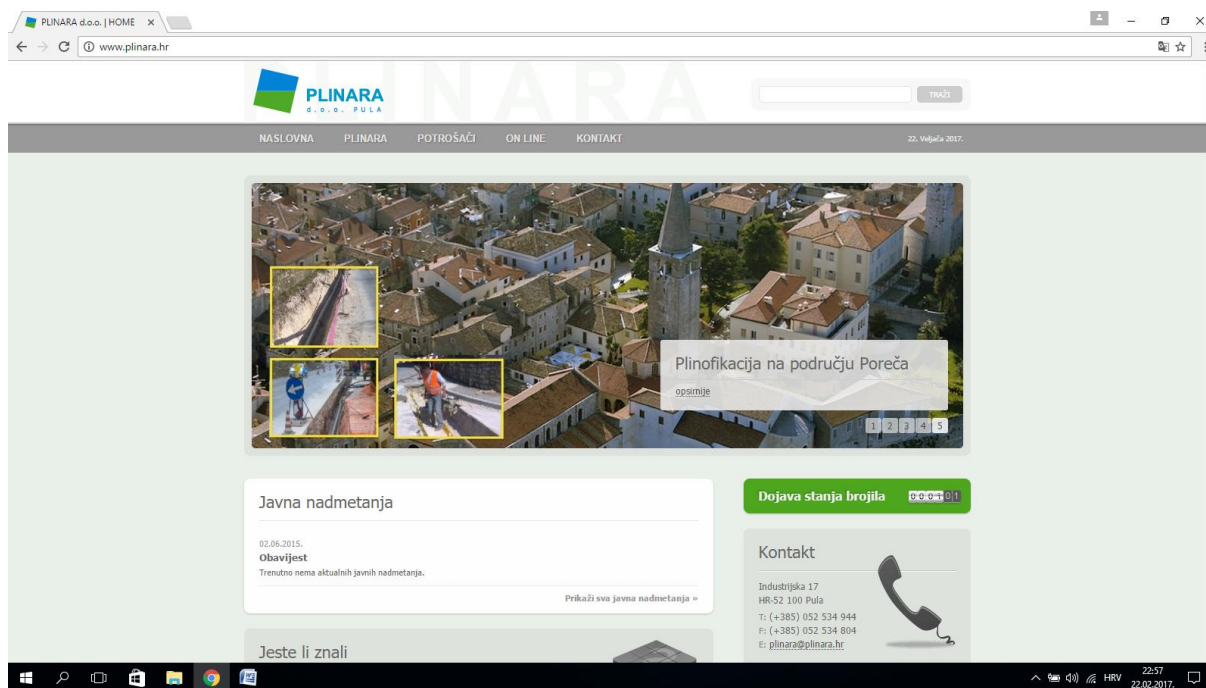 PLINARA d.o.o. | HOME
www.plinara.hr
PLINARA
PLINARA
d.o.o. PULA
TRAŽI
NASLOVNA PLINARA POTROŠAČI ON LINE KONTAKT
22. Veljača 2017.
Plinofikacija na području Poreča
opsirnije
1 2 3 4 5
Javna nadmetanja
02.06.2015.
Obavijest
Trenutno nema aktualnih javnih nadmetanja.
Prikaži sva javna nadmetanja »
Jeste li znali
Dojava stanja brojila
Kontakt
Industrijska 17
HR-52 100 Pula
T: (+385) 052 534 944
F: (+385) 052 534 804
E: plinara@plinara.hr
HRV
22:57
22.02.2017.